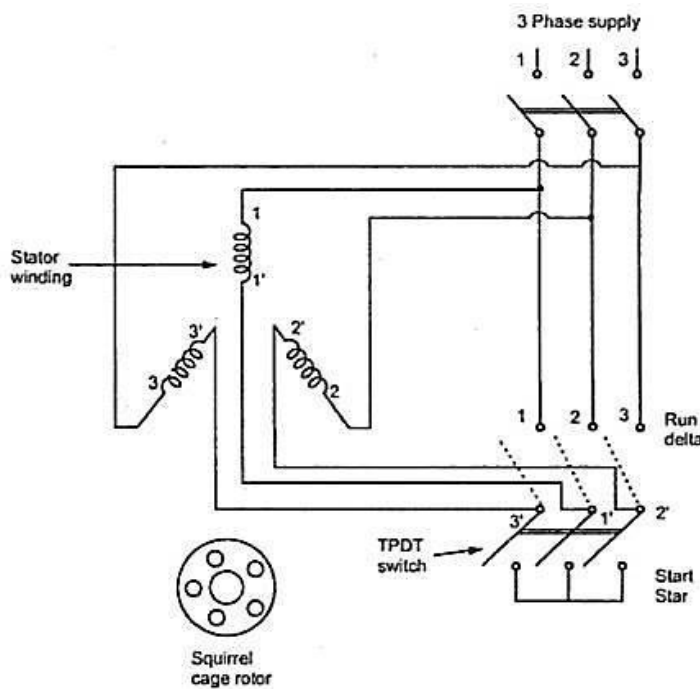 3 Phase supply
1 2 3
1
Stator
winding
1'
3' 2'
3 2
1 2 3 Run
delta
3' 1' 2'
TPDT
switch
Start
Star
Squirrel
cage rotor